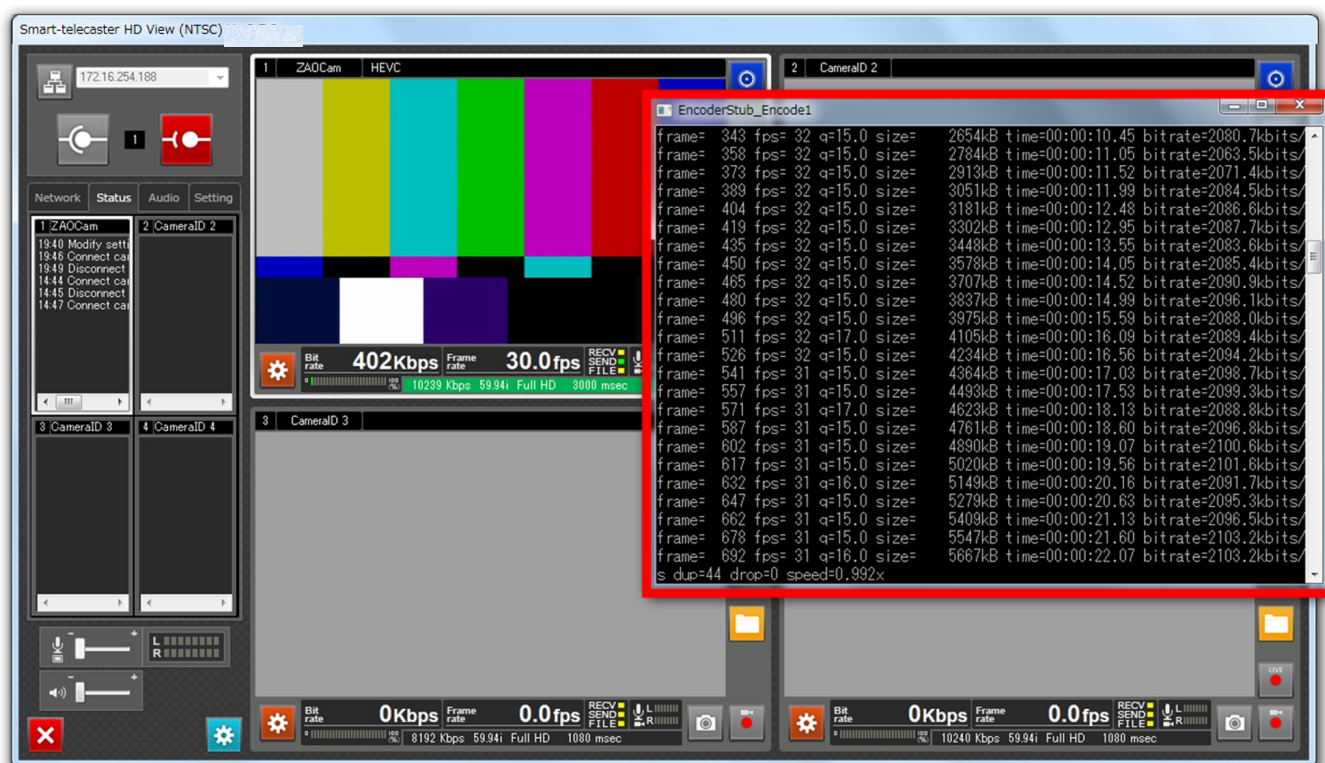 Smart-telecaster HD View (NTSC)
172.16.254.188
1
Network Status Audio Setting
1 ZAOCam
19:40 Modify setti
19:46 Connect cai
19:49 Disconnect
14:44 Connect cai
14:45 Disconnect
14:47 Connect cai
2 CameraID 2
3 CameraID 3
4 CameraID 4
L
R
1 ZAOCam HEVC
Bit rate 402Kbps Frame rate 30.0fps RECV SEND FILE
0 100 (%) 10239 Kbps 59.94i Full HD 3000 msec
2 CameraID 2
EncoderStub_Encode1
frame= 343 fps= 32 q=15.0 size= 2654kB time=00:00:10.45 bitrate=2080.7kbits/
frame= 358 fps= 32 q=15.0 size= 2784kB time=00:00:11.05 bitrate=2063.5kbits/
frame= 373 fps= 32 q=15.0 size= 2913kB time=00:00:11.52 bitrate=2071.4kbits/
frame= 389 fps= 32 q=15.0 size= 3051kB time=00:00:11.99 bitrate=2084.5kbits/
frame= 404 fps= 32 q=15.0 size= 3181kB time=00:00:12.48 bitrate=2086.6kbits/
frame= 419 fps= 32 q=15.0 size= 3302kB time=00:00:12.95 bitrate=2087.7kbits/
frame= 435 fps= 32 q=15.0 size= 3448kB time=00:00:13.55 bitrate=2083.6kbits/
frame= 450 fps= 32 q=15.0 size= 3578kB time=00:00:14.05 bitrate=2085.4kbits/
frame= 465 fps= 32 q=15.0 size= 3707kB time=00:00:14.52 bitrate=2090.9kbits/
frame= 480 fps= 32 q=15.0 size= 3837kB time=00:00:14.99 bitrate=2096.1kbits/
frame= 496 fps= 32 q=15.0 size= 3975kB time=00:00:15.59 bitrate=2088.0kbits/
frame= 511 fps= 32 q=17.0 size= 4105kB time=00:00:16.09 bitrate=2089.4kbits/
frame= 526 fps= 32 q=15.0 size= 4234kB time=00:00:16.56 bitrate=2094.2kbits/
frame= 541 fps= 31 q=15.0 size= 4364kB time=00:00:17.03 bitrate=2098.7kbits/
frame= 557 fps= 31 q=15.0 size= 4493kB time=00:00:17.53 bitrate=2099.3kbits/
frame= 571 fps= 31 q=17.0 size= 4623kB time=00:00:18.13 bitrate=2088.8kbits/
frame= 587 fps= 31 q=15.0 size= 4761kB time=00:00:18.60 bitrate=2096.8kbits/
frame= 602 fps= 31 q=15.0 size= 4890kB time=00:00:19.07 bitrate=2100.6kbits/
frame= 617 fps= 31 q=15.0 size= 5020kB time=00:00:19.56 bitrate=2101.6kbits/
frame= 632 fps= 31 q=16.0 size= 5149kB time=00:00:20.16 bitrate=2091.7kbits/
frame= 647 fps= 31 q=15.0 size= 5279kB time=00:00:20.63 bitrate=2095.3kbits/
frame= 662 fps= 31 q=15.0 size= 5409kB time=00:00:21.13 bitrate=2096.5kbits/
frame= 678 fps= 31 q=15.0 size= 5547kB time=00:00:21.60 bitrate=2103.2kbits/
frame= 692 fps= 31 q=16.0 size= 5667kB time=00:00:22.07 bitrate=2103.2kbits/
s dup=44 drop=0 speed=0.992x
3 CameraID 3
Bit rate 0Kbps Frame rate 0.0fps RECV SEND FILE L R
0 100 (%) 8192 Kbps 59.94i Full HD 1080 msec
LIVE
Bit rate 0Kbps Frame rate 0.0fps RECV SEND FILE L R
0 100 (%) 10240 Kbps 59.94i Full HD 1080 msec